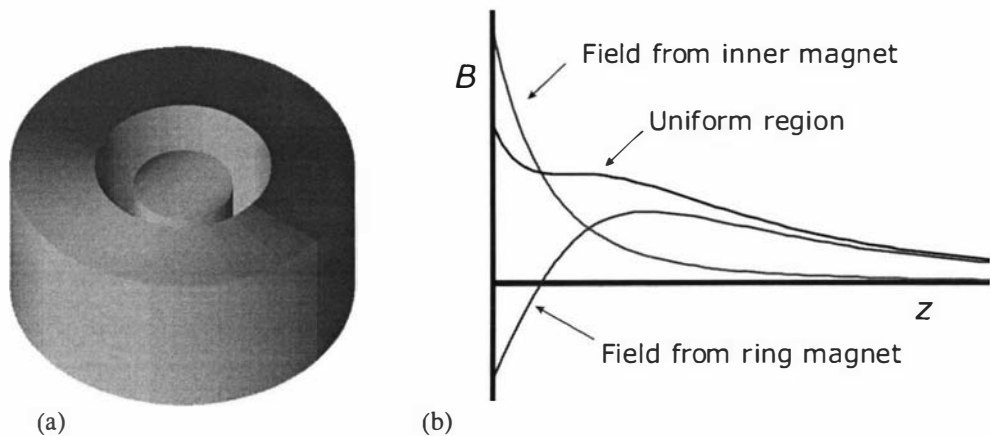 Field from inner magnet
B
Uniform region
z
Field from ring magnet
(a)
(b)